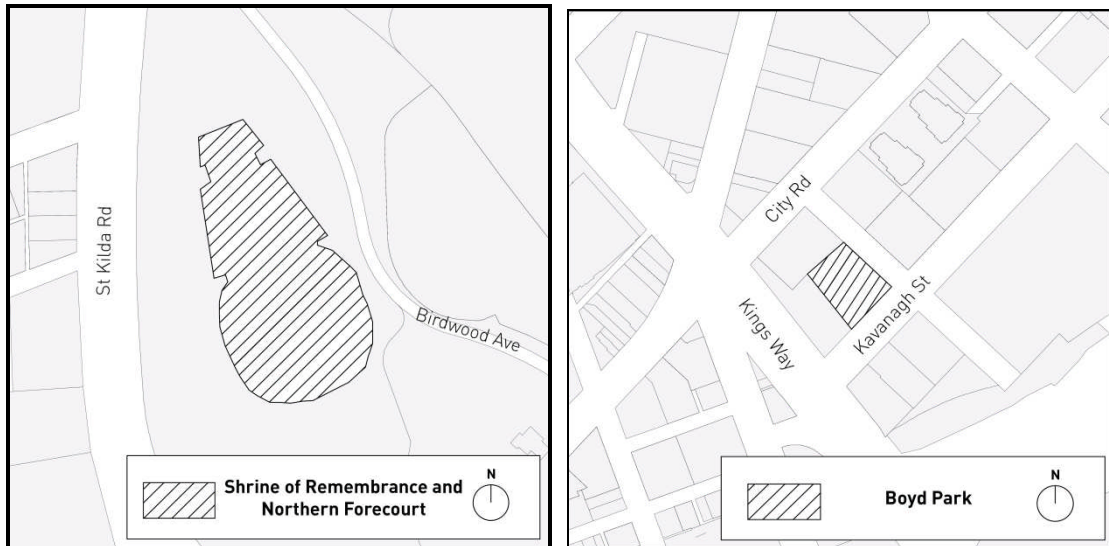 St Kilda Rd
Birdwood Ave
N
Shrine of Remembrance and
Northern Forecourt
City Rd
Kings Way
Kavanagh St
N
Boyd Park